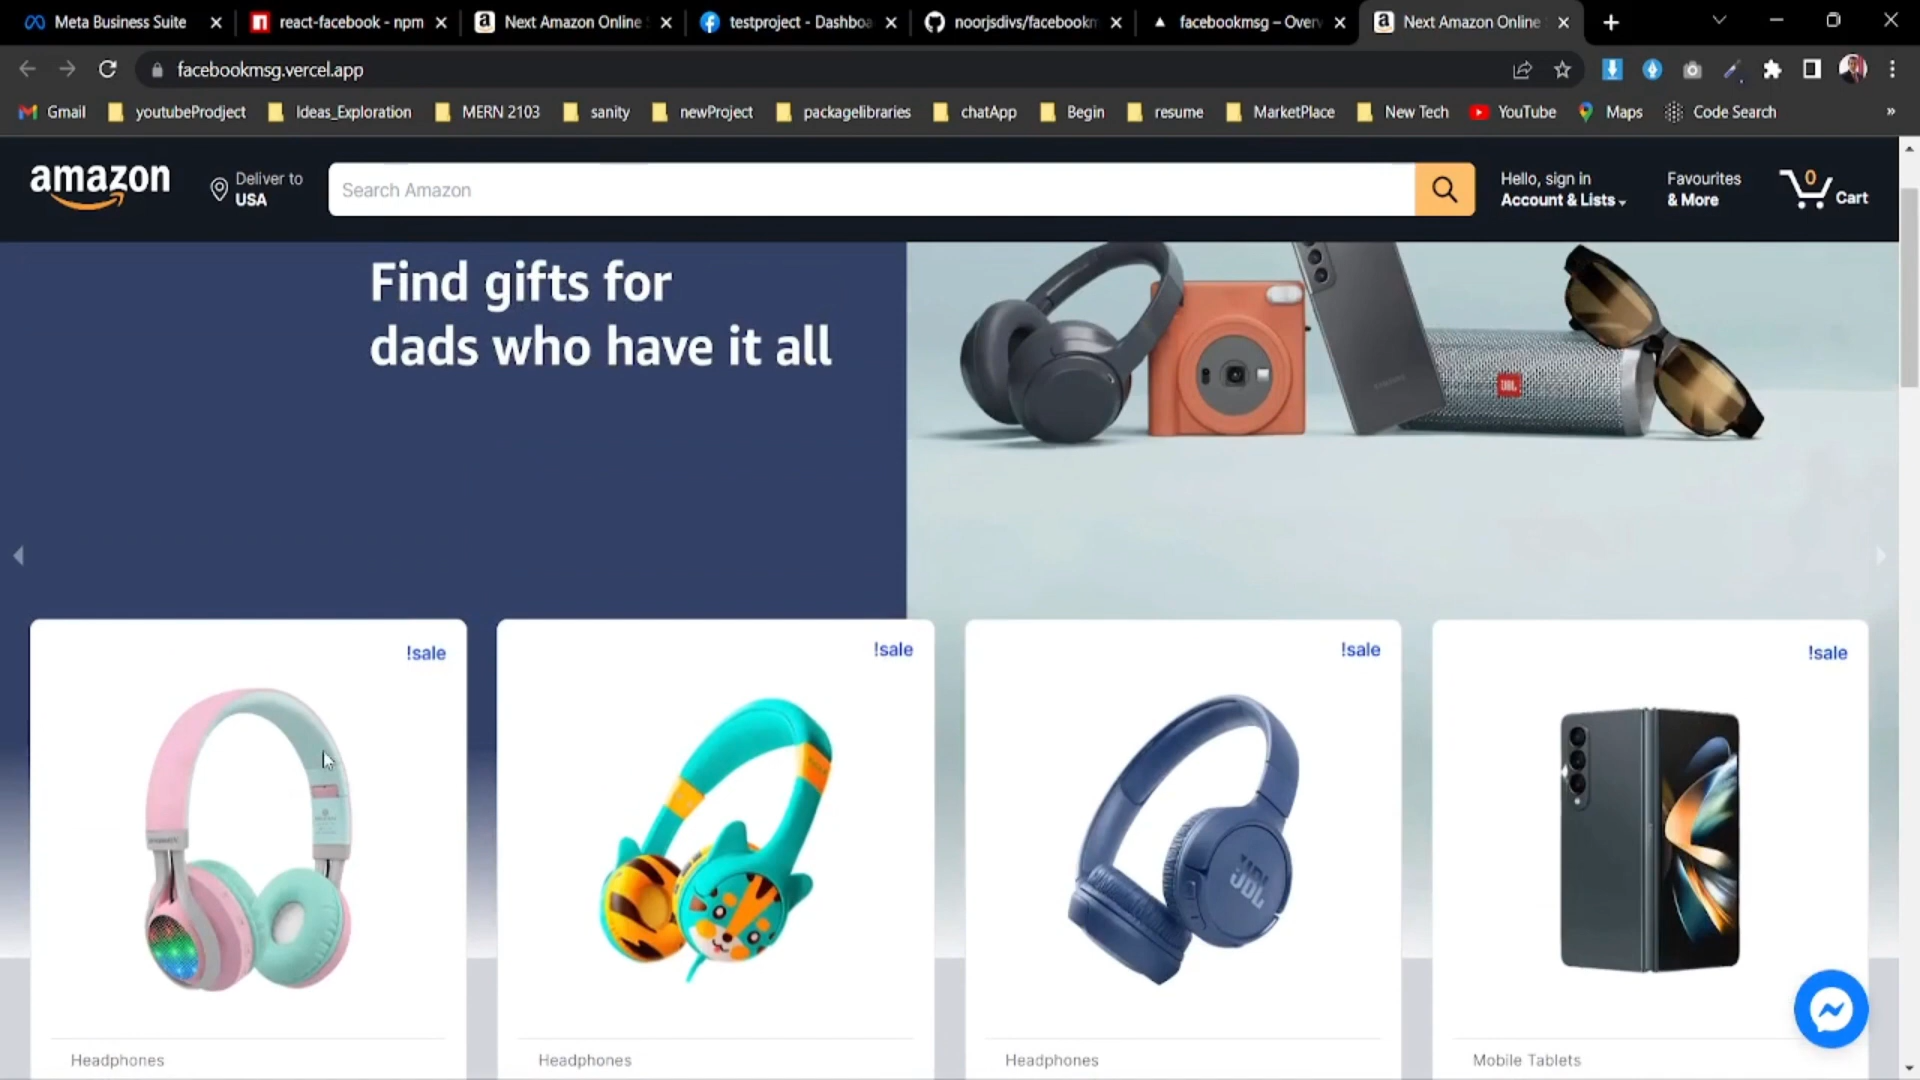 Meta Business Suite
react-facebook - npm
Next Amazon Online
testproject - Dashboa
noorjsdivs/facebookm
facebookmsg – Overv
Next Amazon Online
facebookmsg.vercel.app
Gmail
youtubeProdject
Ideas_Exploration
MERN 2103
sanity
newProject
packagelibraries
chatApp
Begin
resume
MarketPlace
New Tech
YouTube
Maps
Code Search
»
amazon
Deliver to
USA
Search Amazon
Hello, sign in
Account & Lists
Favourites
& More
0
Cart
Find gifts for
dads who have it all
JBL
!sale
!sale
!sale
!sale
JBL
Headphones
Headphones
Headphones
Mobile Tablets